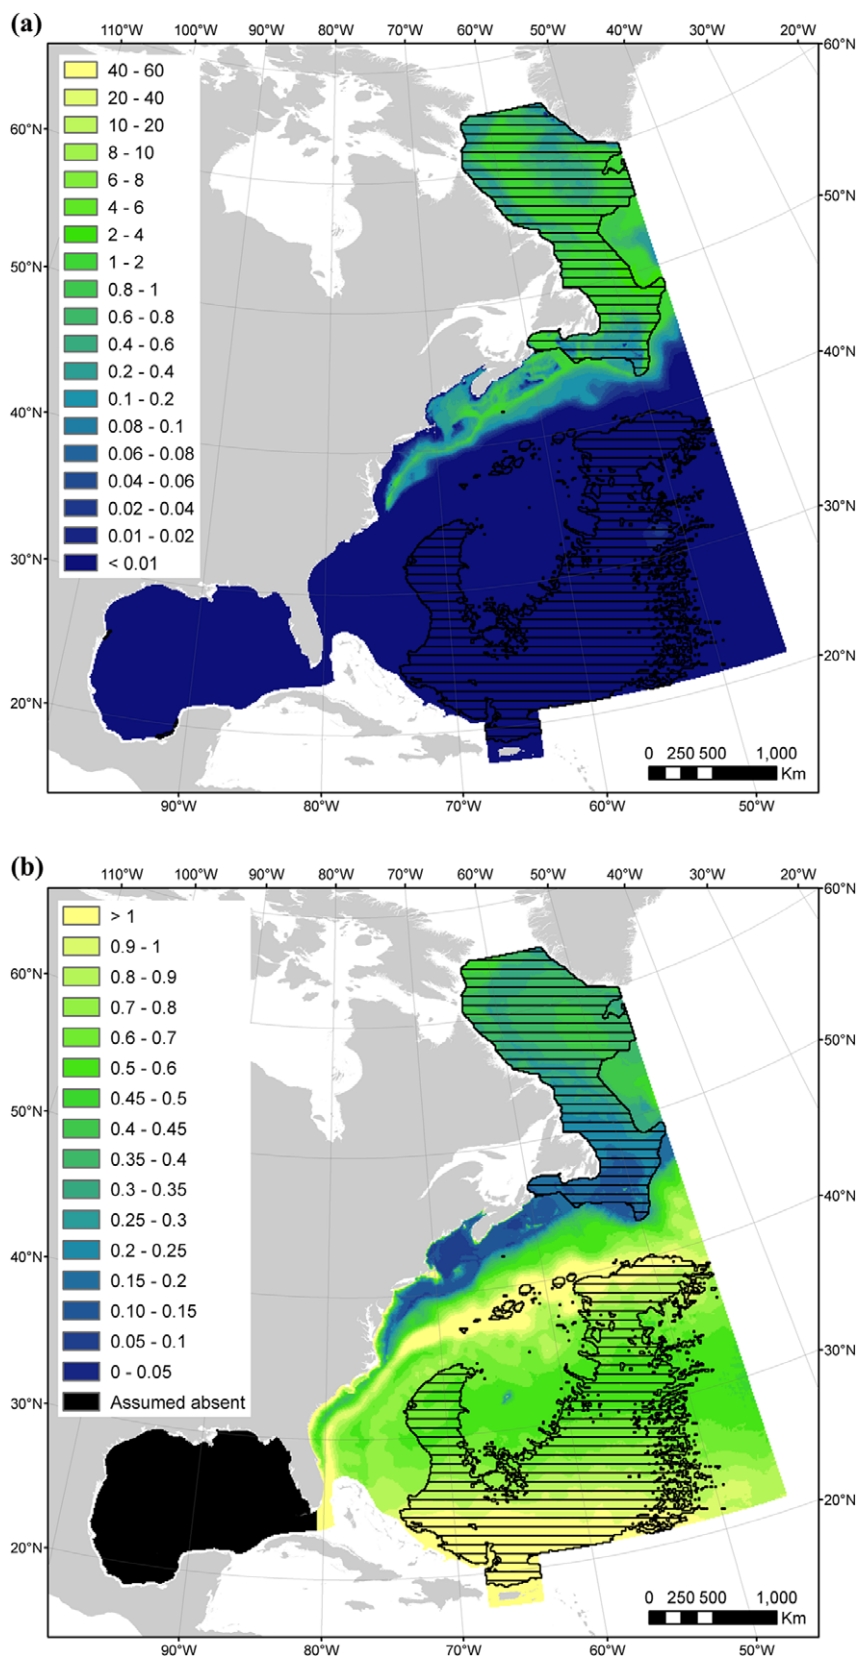 (a)
110°W 100°W 90°W 80°W 70°W 60°W 50°W 40°W 30°W 20°W
60°N
40 - 60
20 - 40
10 - 20
8 - 10
6 - 8
4 - 6
2 - 4
1 - 2
0.8 - 1
0.6 - 0.8
0.4 - 0.6
0.2 - 0.4
0.1 - 0.2
0.08 - 0.1
0.06 - 0.08
0.04 - 0.06
0.02 - 0.04
0.01 - 0.02
< 0.01
60°N
50°N
40°N
30°N
20°N
50°N
40°N
30°N
20°N
0 250 500 1,000
Km
90°W 80°W 70°W 60°W 50°W
(b)
110°W 100°W 90°W 80°W 70°W 60°W 50°W 40°W 30°W 20°W
60°N
> 1
0.9 - 1
0.8 - 0.9
0.7 - 0.8
0.6 - 0.7
0.5 - 0.6
0.45 - 0.5
0.4 - 0.45
0.35 - 0.4
0.3 - 0.35
0.25 - 0.3
0.2 - 0.25
0.15 - 0.2
0.10 - 0.15
0.05 - 0.1
0 - 0.05
Assumed absent
60°N
50°N
40°N
30°N
20°N
50°N
40°N
30°N
20°N
0 250 500 1,000
Km
90°W 80°W 70°W 60°W 50°W